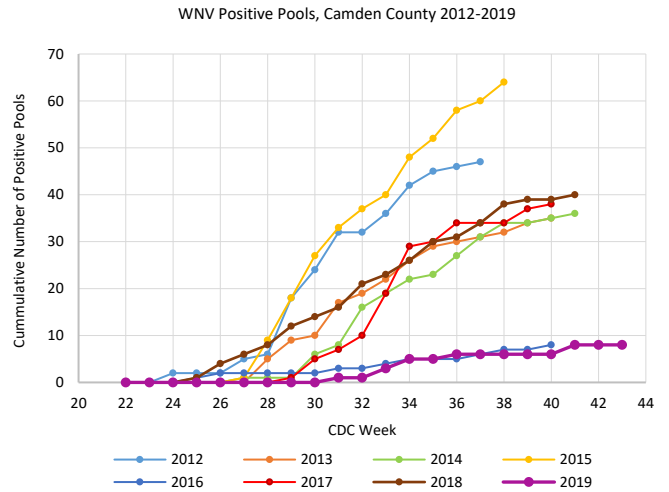 WNV Positive Pools, Camden County 2012-2019
Cummulative Number of Positive Pools
70
60
50
40
30
20
10
0
20 22 24 26 28 30 32 34 36 38 40 42 44
CDC Week
2012 2013 2014 2015
2016 2017 2018 2019